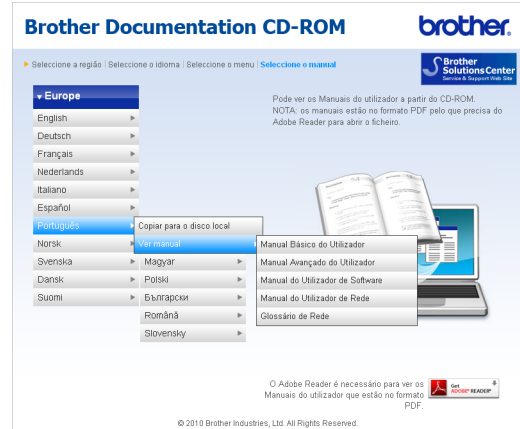 Brother Documentation CD-ROM
brother.
Seleccione a região | Seleccione o idioma | Seleccione o menu | Seleccione o manual
Brother
SolutionsCenter
Service & Support Web Site
Europe
Pode ver os Manuais do utilizador a partir do CD-ROM.
NOTA: os manuais estão no formato PDF pelo que precisa do
Adobe Reader para abrir o ficheiro.
English
Deutsch
Français
Nederlands
Italiano
Español
Português
Copiar para o disco local
Norsk
Ver manual
Manual Básico do Utilizador
Svenska
Magyar
Manual Avançado do Utilizador
Dansk
Polski
Manual do Utilizador de Software
Suomi
Български
Manual do Utilizador de Rede
Română
Glossário de Rede
Slovensky
O Adobe Reader é necessário para ver os
Manuais do utilizador que estão no formato
PDF.
Get
ADOBE® READER®
© 2010 Brother Industries, Ltd. All Rights Reserved.